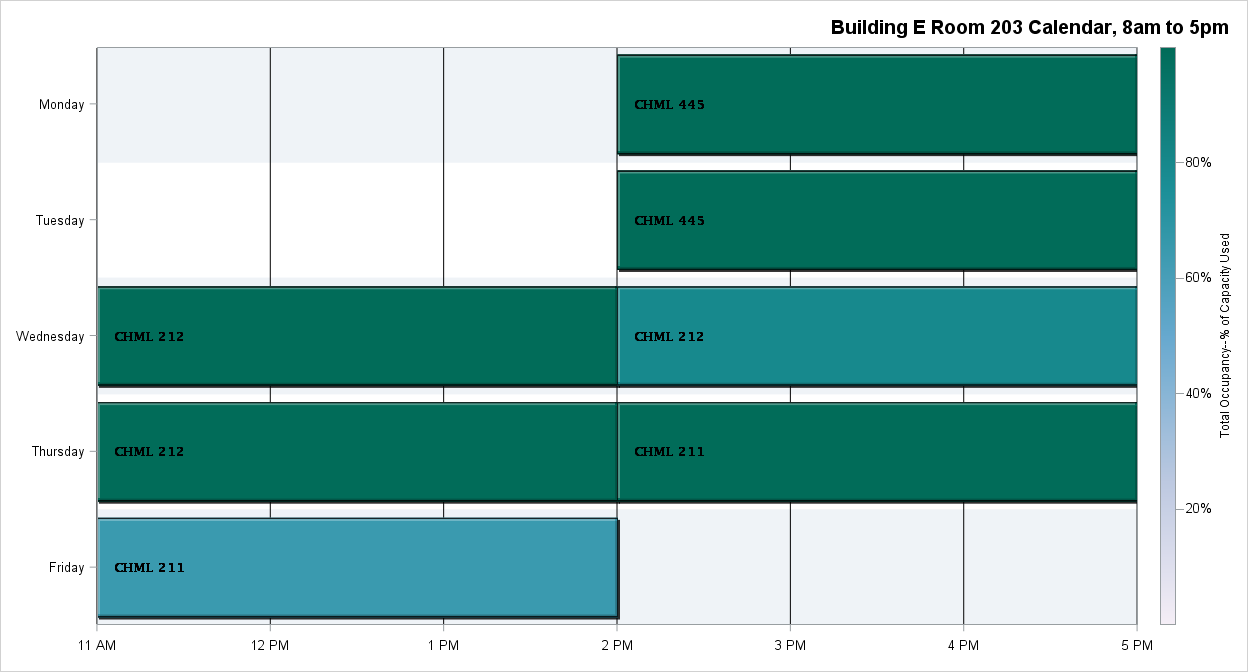 Building E Room 203 Calendar, 8am to 5pm
Monday
CHML 445
Tuesday
CHML 445
Wednesday
CHML 212
CHML 212
Thursday
CHML 212
CHML 211
Friday
CHML 211
11 AM
12 PM
1 PM
2 PM
3 PM
4 PM
5 PM
80%
60%
40%
20%
Total Occupancy--% of Capacity Used